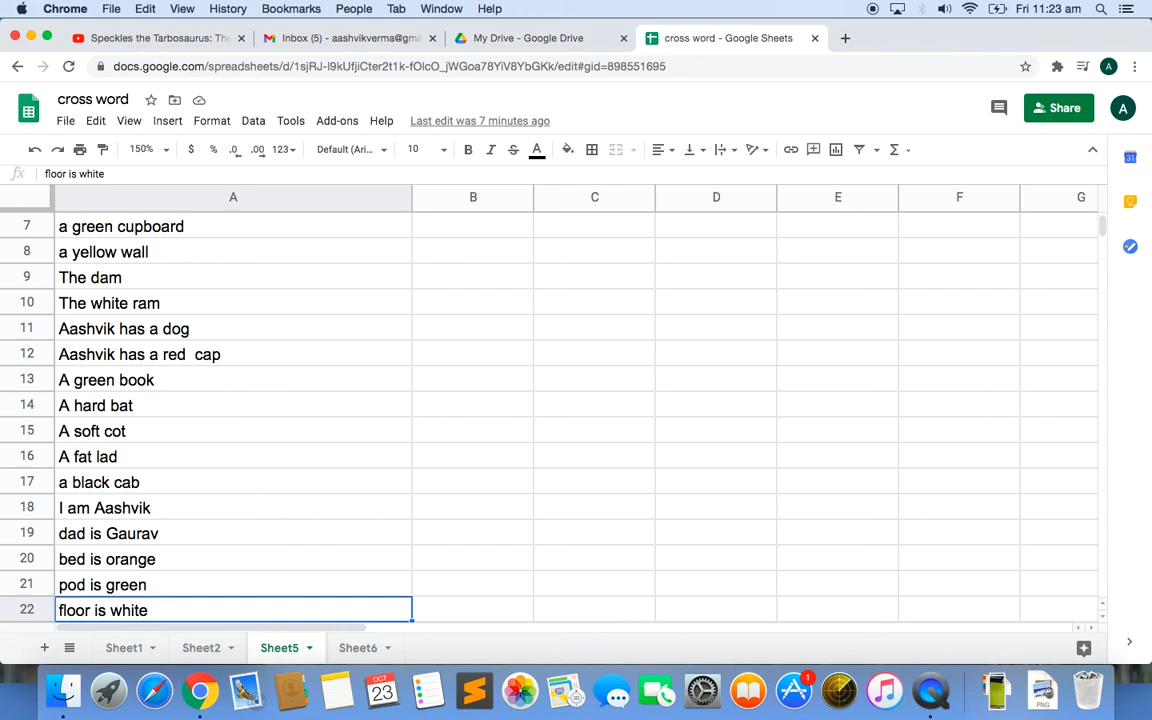 Chrome File Edit View History Bookmarks People Tab Window Help Fri 11:23 am
Speckles the Tarbosaurus: The Inbox (5) - aashvikverma@gma My Drive - Google Drive cross word - Google Sheets
docs.google.com/spreadsheets/d/1sjRJ-l9kUfjiCter2t1k-fOlcO_jWGoa78YiV8YbGKk/edit#gid=898551695 A
cross word
Share A
File Edit View Insert Format Data Tools Add-ons Help Last edit was 7 minutes ago
150% $ % .0 .00 123 Default (Ari... 10 B I S A
fx floor is white
A B C D E F G
7 a green cupboard
8 a yellow wall
9 The dam
10 The white ram
11 Aashvik has a dog
12 Aashvik has a red  cap
13 A green book
14 A hard bat
15 A soft cot
16 A fat lad
17 a black cab
18 I am Aashvik
19 dad is Gaurav
20 bed is orange
21 pod is green
22 floor is white
Sheet1 Sheet2 Sheet5 Sheet6
OCT 23 1 PNG